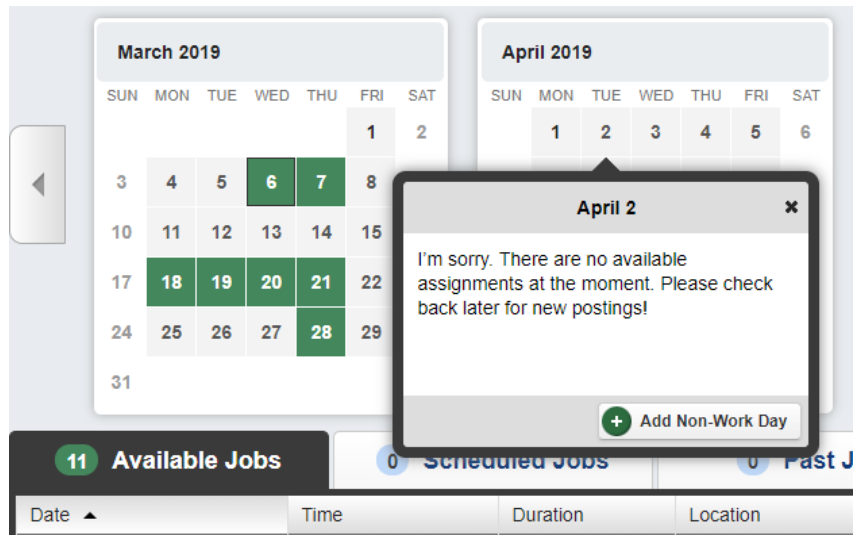 March 2019
SUN MON TUE WED THU FRI SAT
1 2
3 4 5 6 7 8
10 11 12 13 14 15
17 18 19 20 21 22
24 25 26 27 28 29
31
April 2019
SUN MON TUE WED THU FRI SAT
1 2 3 4 5 6
April 2 ✖
I'm sorry. There are no available
assignments at the moment. Please check
back later for new postings!
+ Add Non-Work Day
11 Available Jobs
0 Scheduled Jobs
0 Past J
Date Time Duration Location